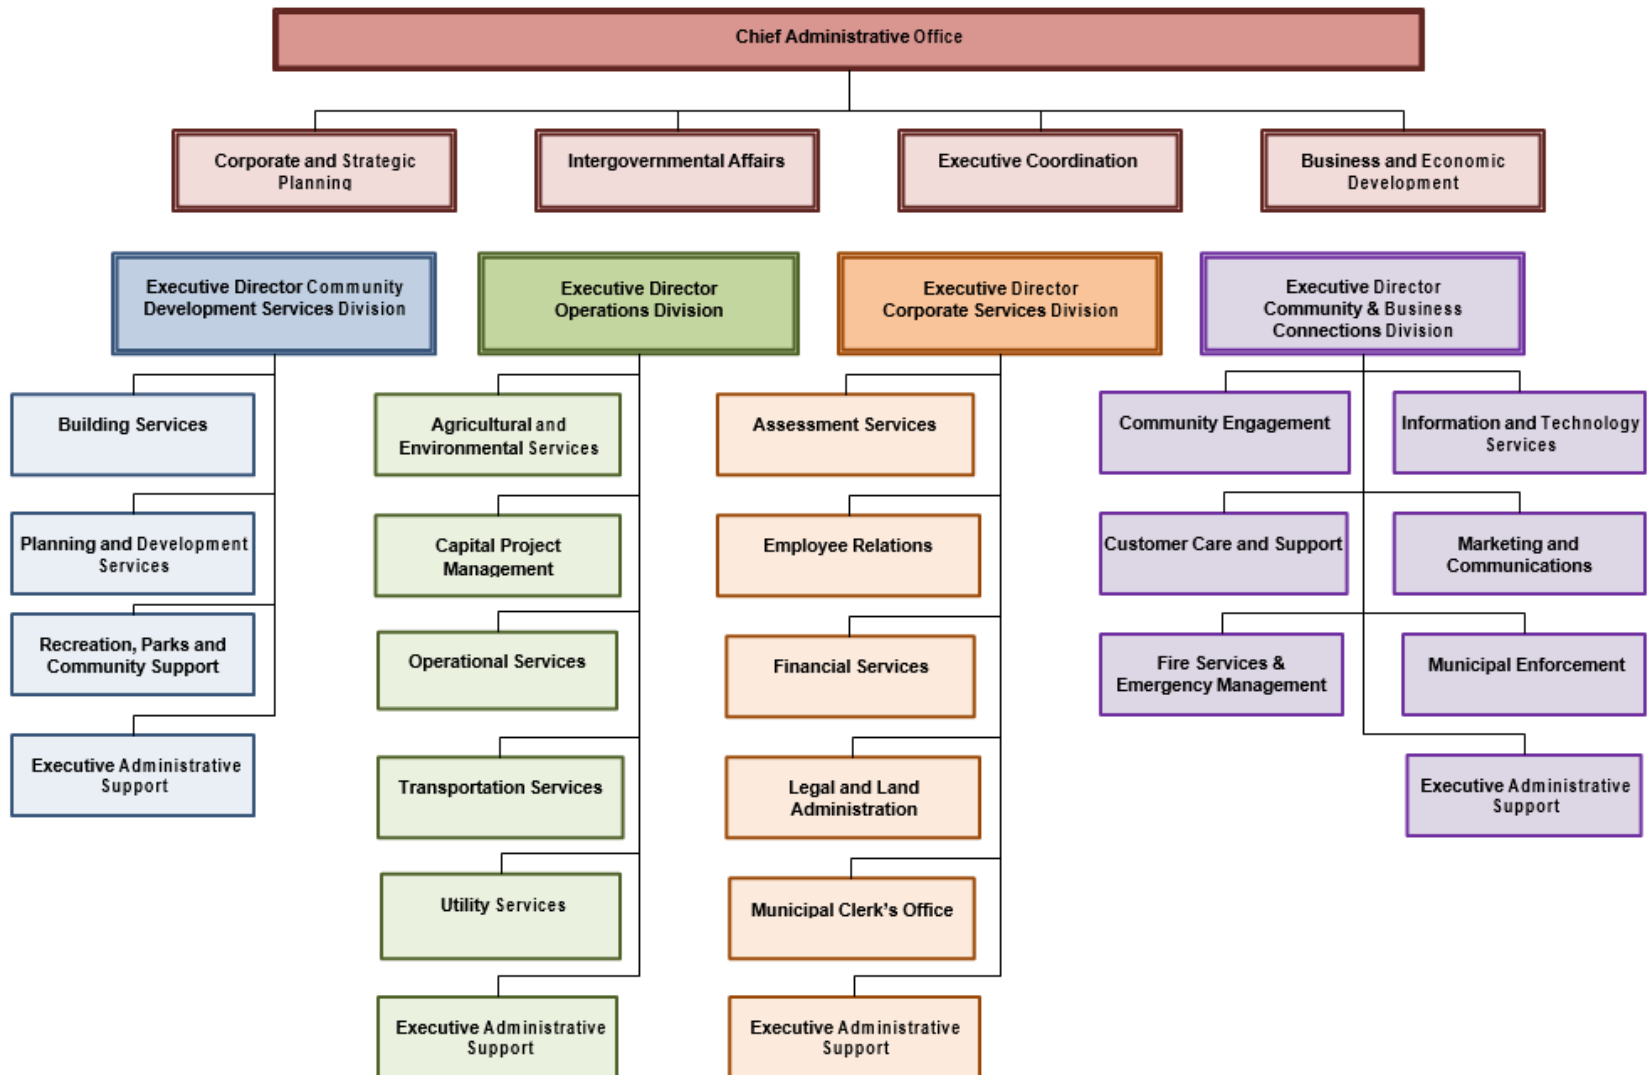 Chief Administrative Office
Corporate and Strategic
Planning
Intergovernmental Affairs
Executive Coordination
Business and Economic
Development
Executive Director Community
Development Services Division
Executive Director
Operations Division
Executive Director
Corporate Services Division
Executive Director
Community & Business
Connections Division
Building Services
Planning and Development
Services
Recreation, Parks and
Community Support
Executive Administrative
Support
Agricultural and
Environmental Services
Capital Project
Management
Operational Services
Transportation Services
Utility Services
Executive Administrative
Support
Assessment Services
Employee Relations
Financial Services
Legal and Land
Administration
Municipal Clerk's Office
Executive Administrative
Support
Community Engagement
Information and Technology
Services
Customer Care and Support
Marketing and
Communications
Fire Services &
Emergency Management
Municipal Enforcement
Executive Administrative
Support